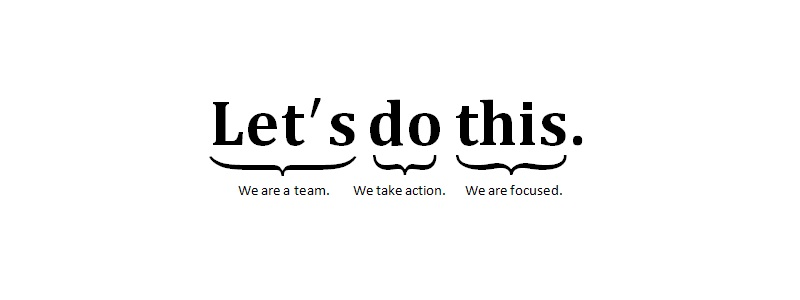 Let's do this.
We are a team. We take action. We are focused.